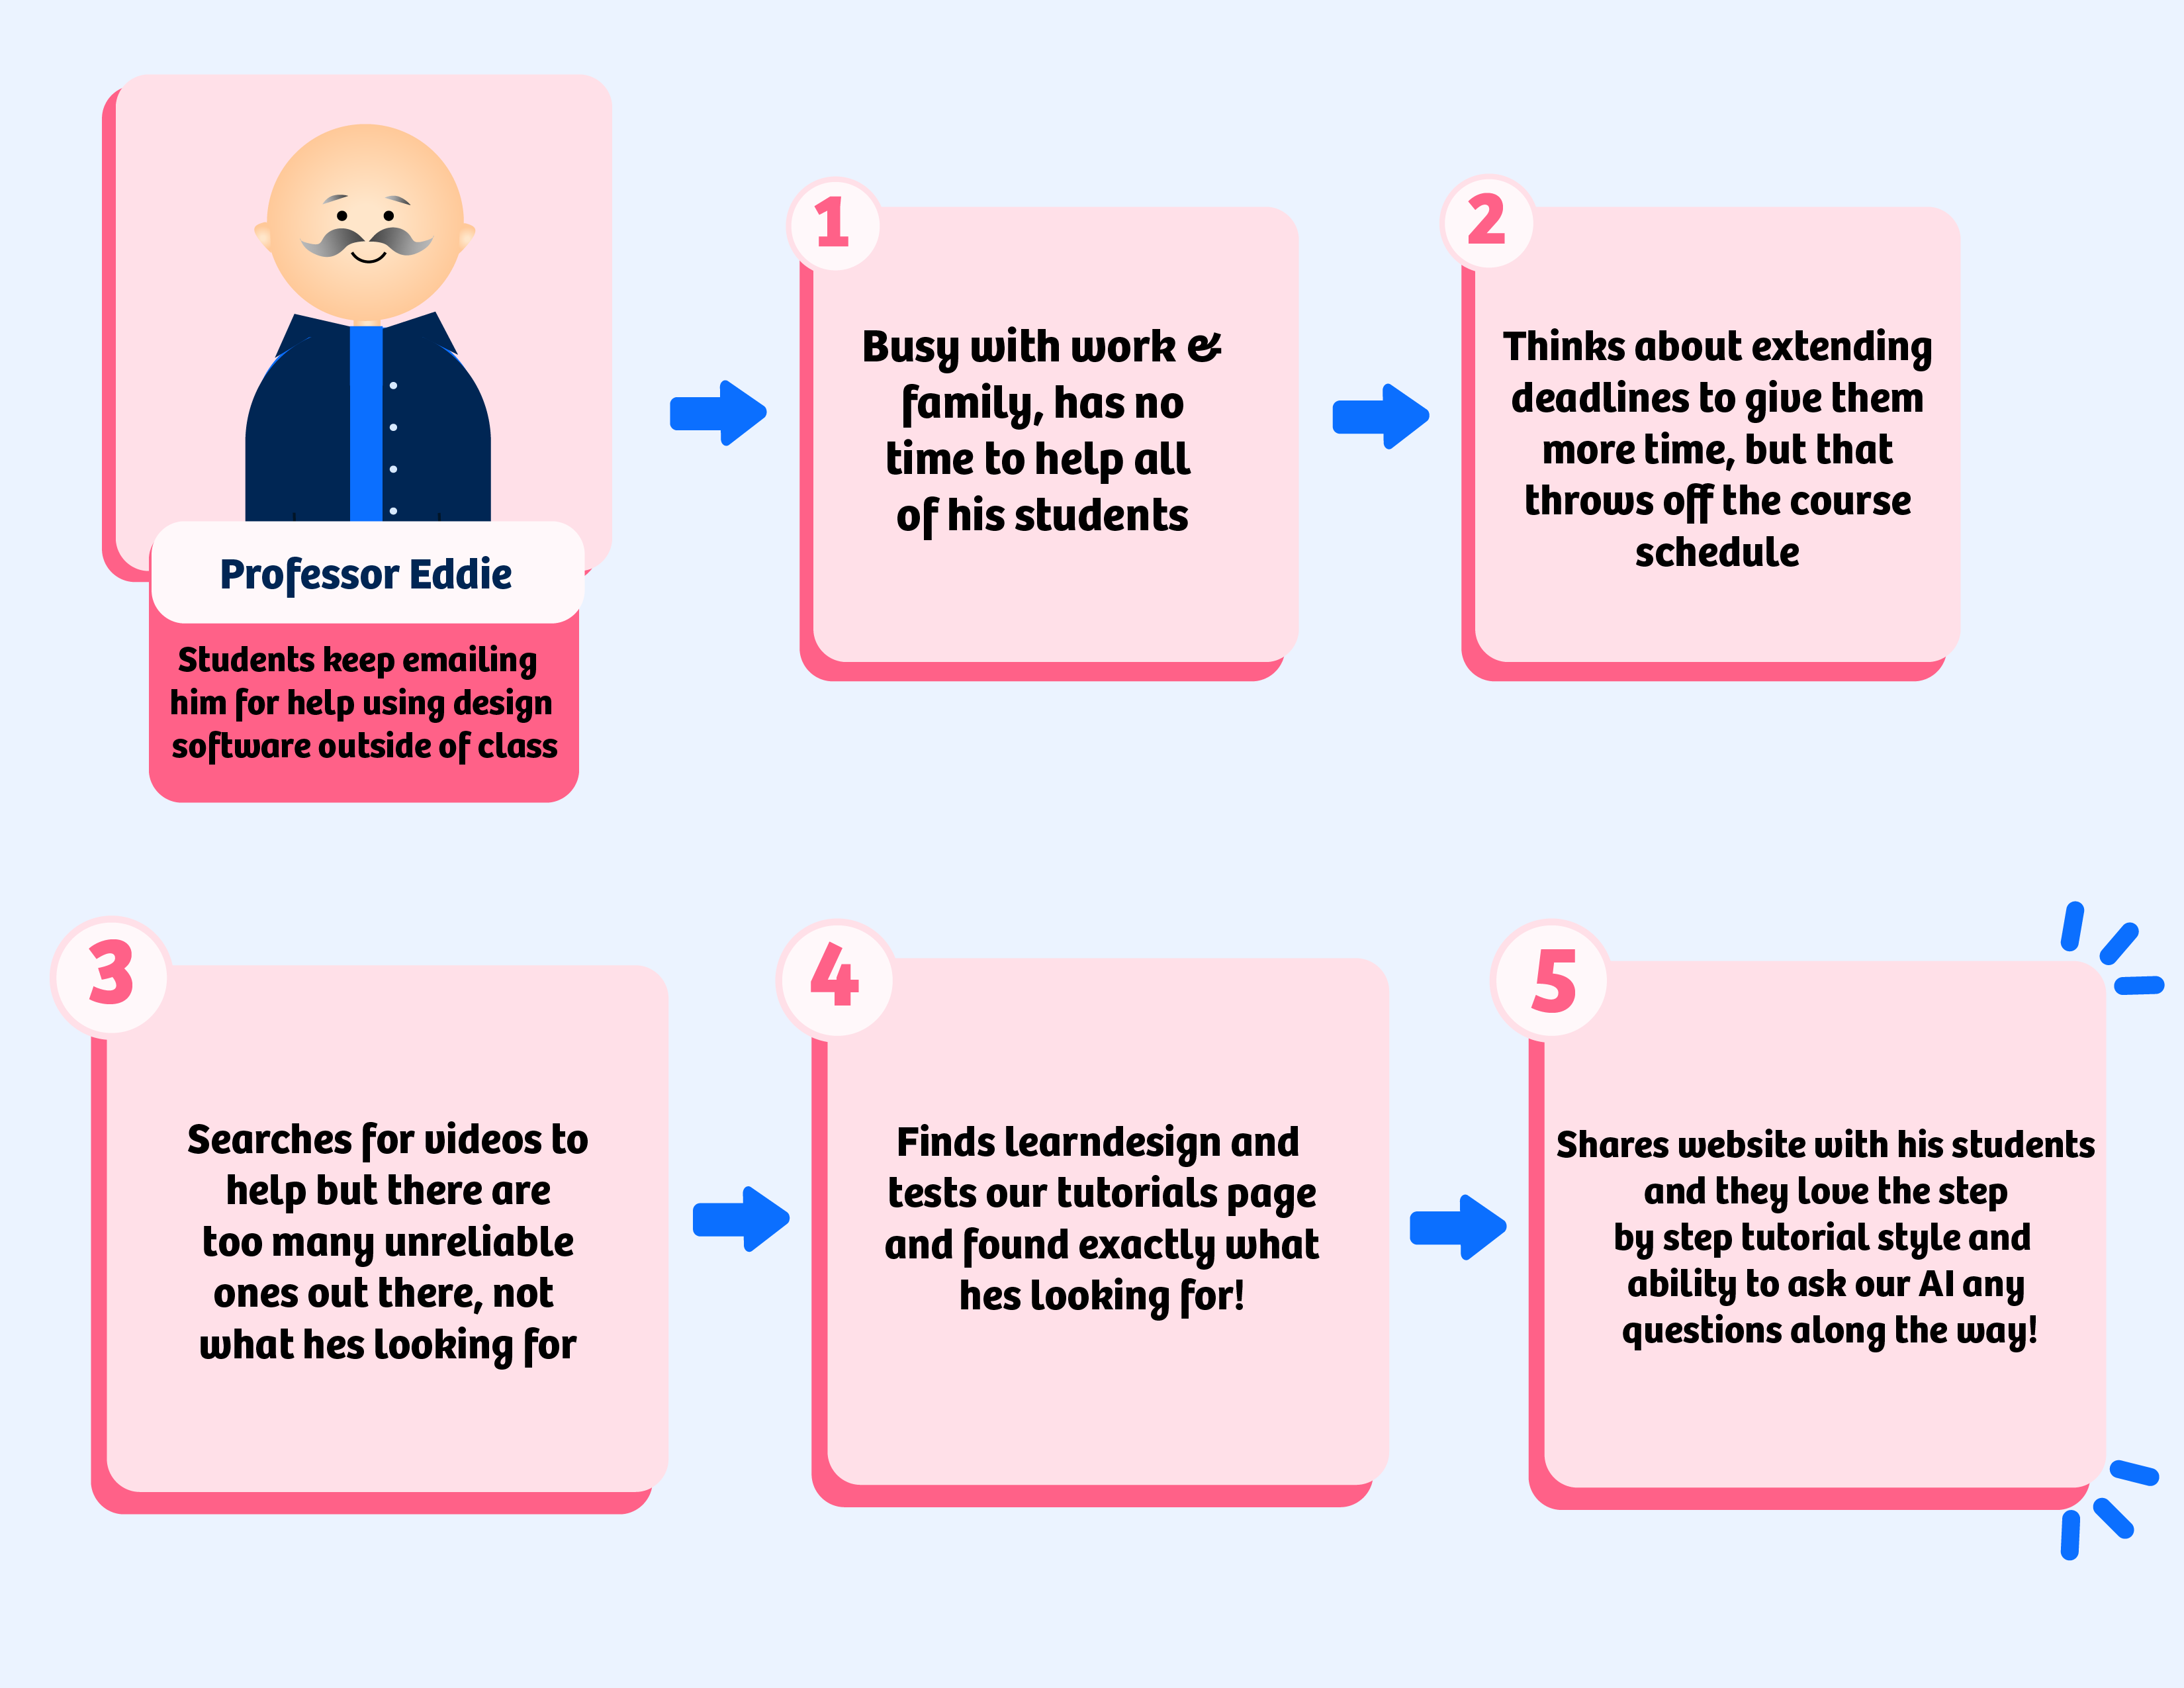 Professor Eddie
Students keep emailing
him for help using design
software outside of class
1
Busy with work &
family, has no
time to help all
of his students
2
Thinks about extending
deadlines to give them
more time, but that
throws off the course
schedule
3
Searches for videos to
help but there are
too many unreliable
ones out there, not
what hes looking for
4
Finds learndesign and
tests our tutorials page
and found exactly what
hes looking for!
5
Shares website with his students
and they love the step
by step tutorial style and
ability to ask our AI any
questions along the way!